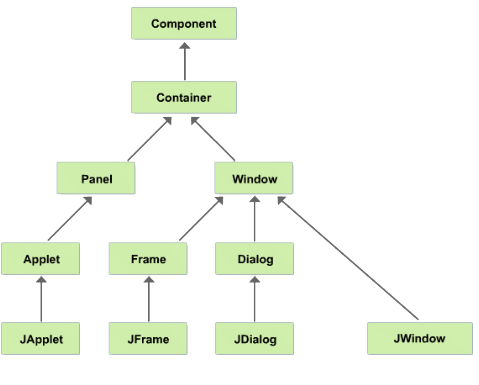 Component
Container
Panel
Window
Applet
Frame
Dialog
JApplet
JFrame
JDialog
JWindow